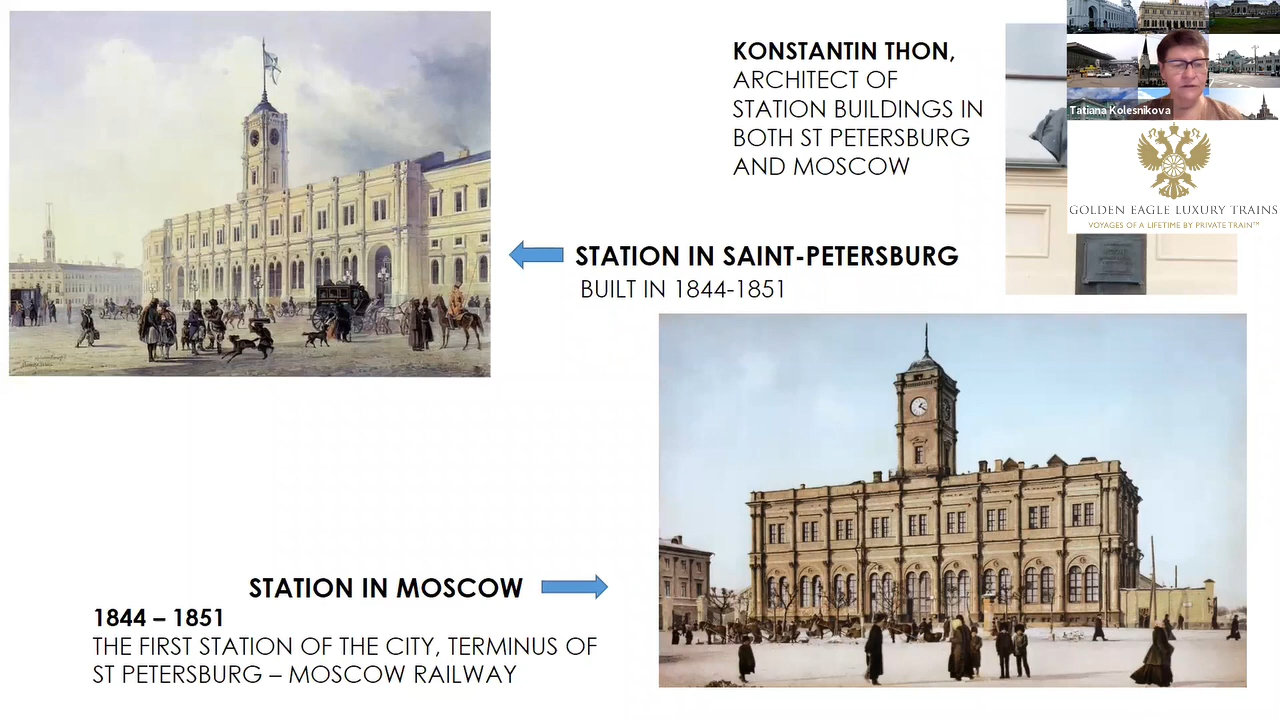 KONSTANTIN THON,
ARCHITECT OF
STATION BUILDINGS IN
BOTH ST PETERSBURG
AND MOSCOW
Tatiana Kolesnikova
GOLDEN EAGLE LUXURY TRAINS
VOYAGES OF A LIFETIME BY PRIVATE TRAIN™
STATION IN SAINT-PETERSBURG
BUILT IN 1844-1851
STATION IN MOSCOW
1844 – 1851
THE FIRST STATION OF THE CITY, TERMINUS OF
ST PETERSBURG – MOSCOW RAILWAY